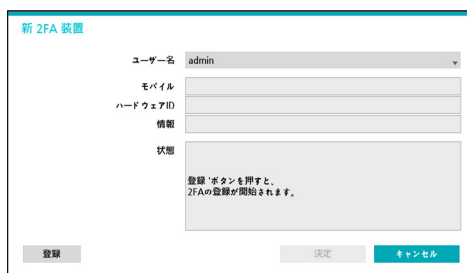 新 2FA 装置
ユーザー名 admin
モバイル
ハードウェアID
情報
状態
登録 'ボタンを押すと、
2FAの登録が開始されます。
登録 決定 キャンセル